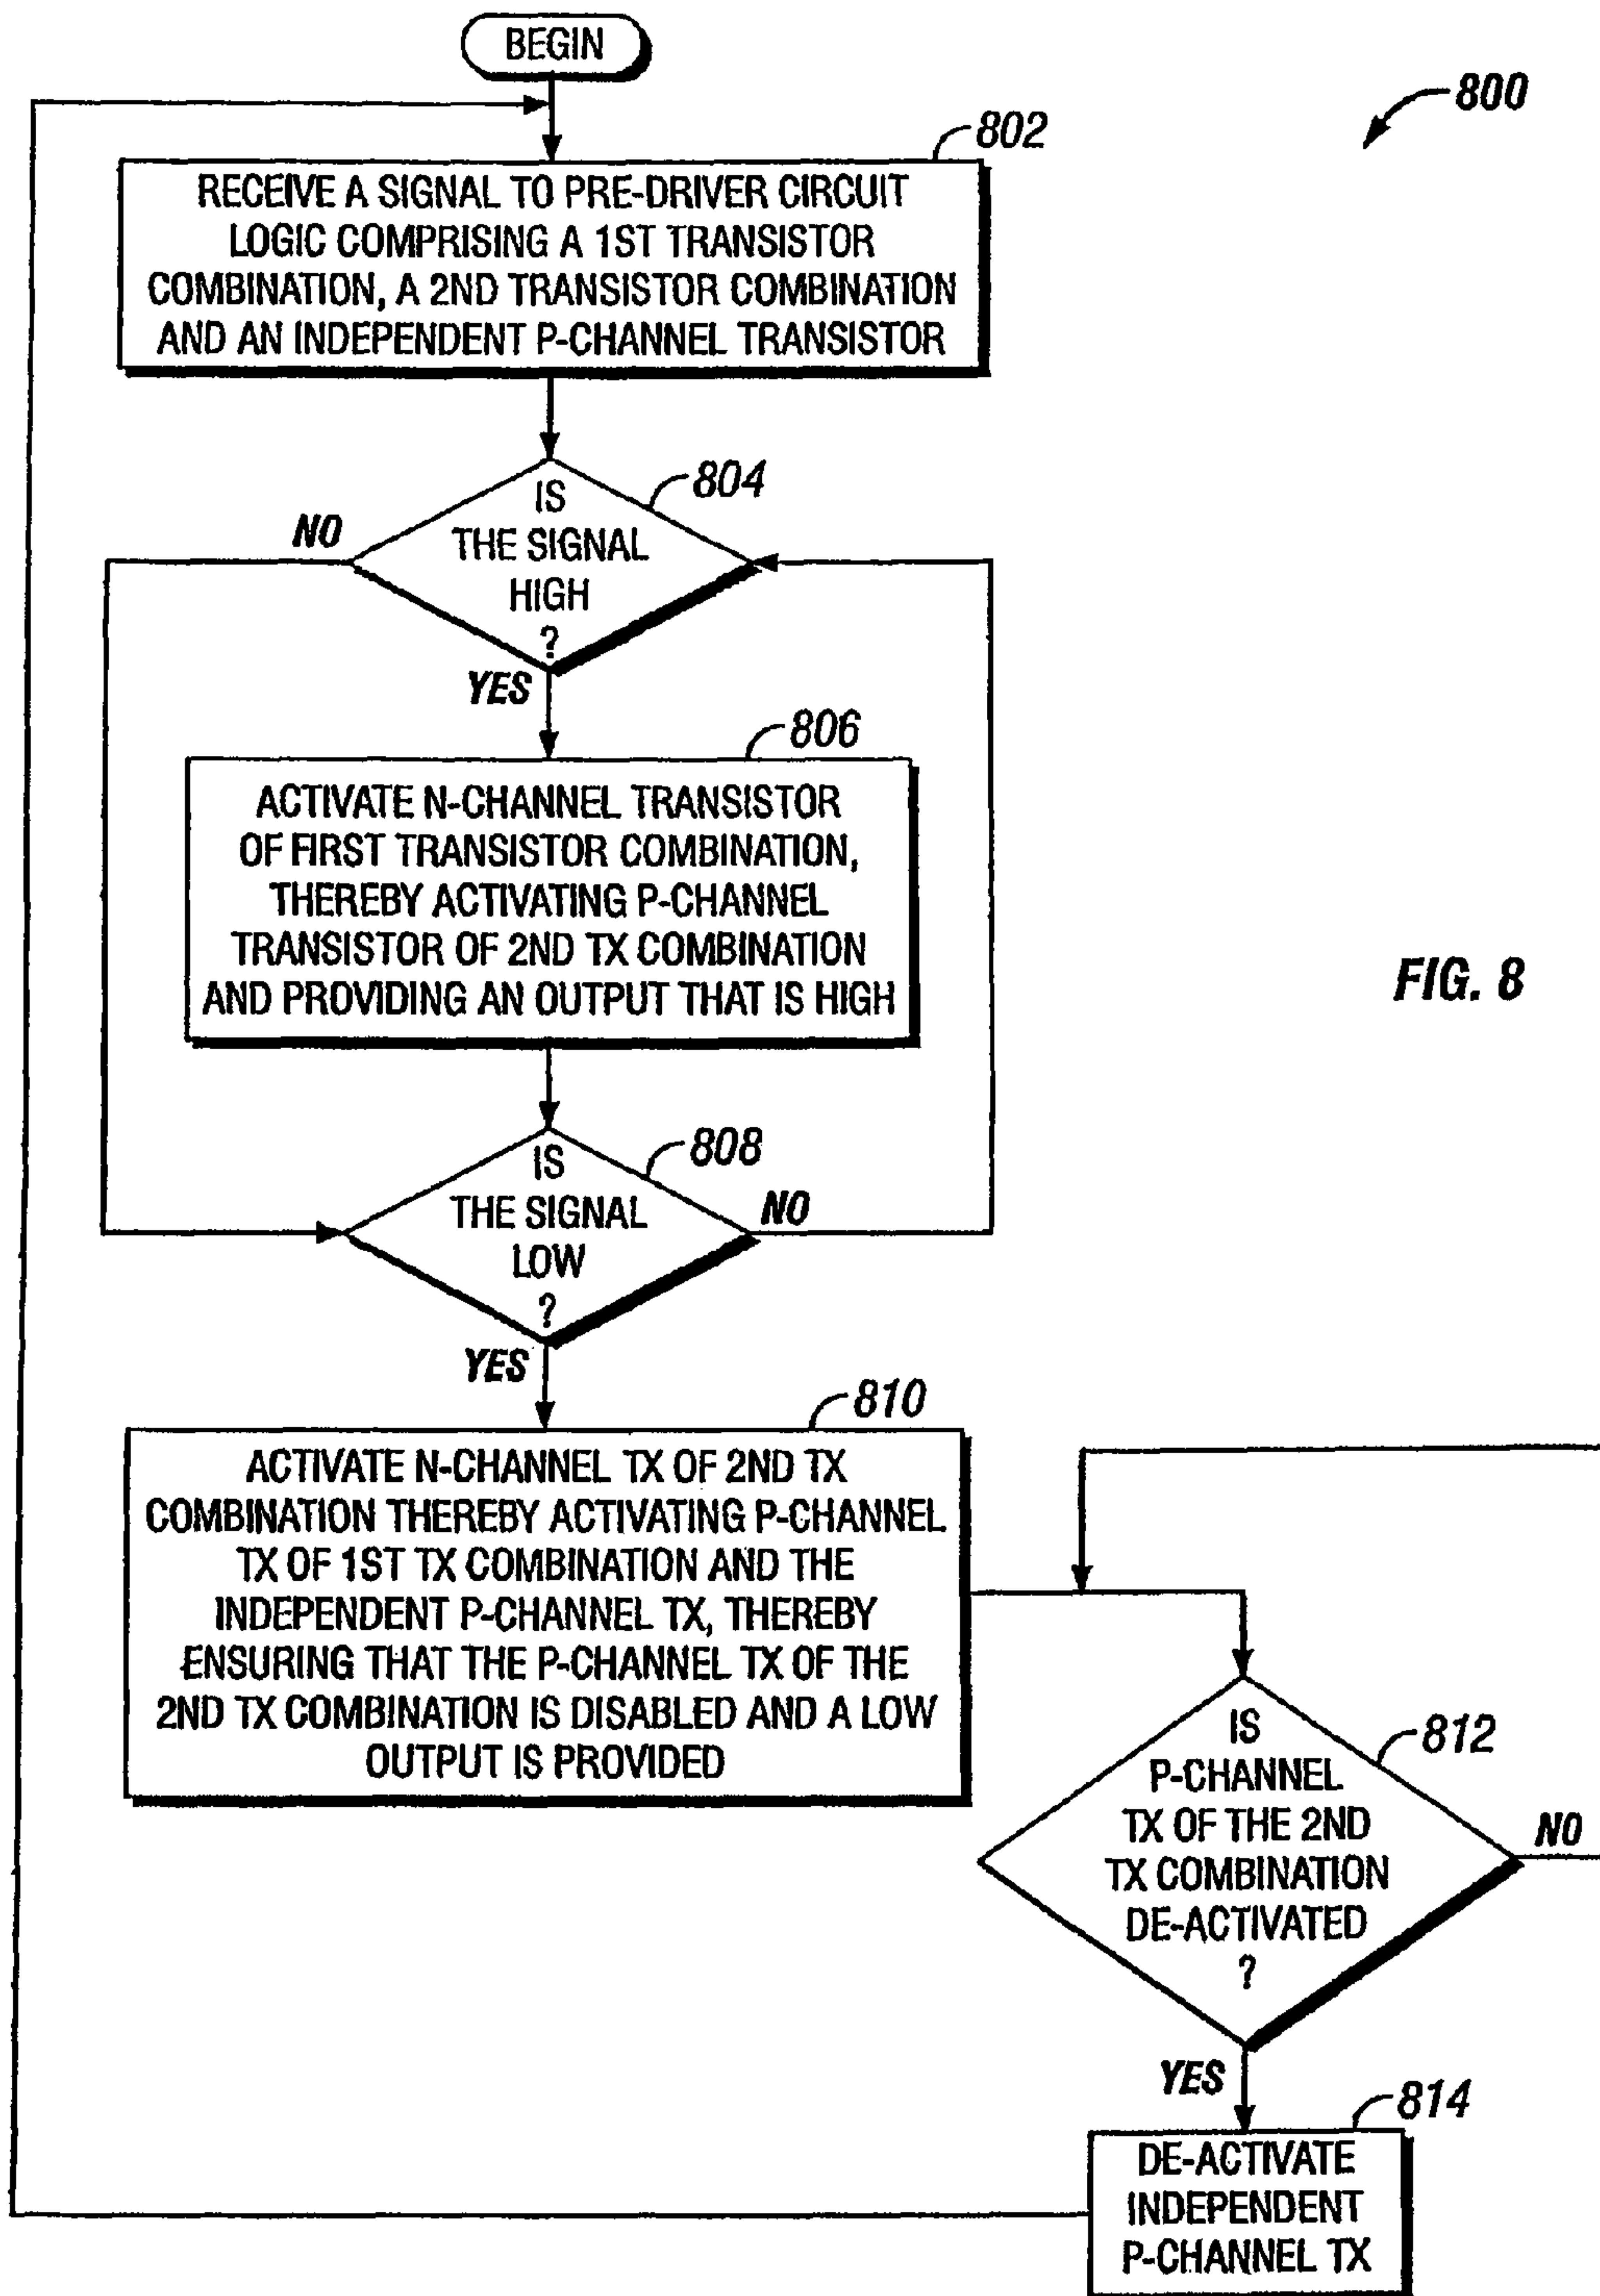 BEGIN
800
802
RECEIVE A SIGNAL TO PRE-DRIVER CIRCUIT
LOGIC COMPRISING A 1ST TRANSISTOR
COMBINATION, A 2ND TRANSISTOR COMBINATION
AND AN INDEPENDENT P-CHANNEL TRANSISTOR
804
IS
THE SIGNAL
HIGH
?
NO
YES
806
ACTIVATE N-CHANNEL TRANSISTOR
OF FIRST TRANSISTOR COMBINATION,
THEREBY ACTIVATING P-CHANNEL
TRANSISTOR OF 2ND TX COMBINATION
AND PROVIDING AN OUTPUT THAT IS HIGH
FIG. 8
808
IS
THE SIGNAL
LOW
?
NO
YES
810
ACTIVATE N-CHANNEL TX OF 2ND TX
COMBINATION THEREBY ACTIVATING P-CHANNEL
TX OF 1ST TX COMBINATION AND THE
INDEPENDENT P-CHANNEL TX, THEREBY
ENSURING THAT THE P-CHANNEL TX OF THE
2ND TX COMBINATION IS DISABLED AND A LOW
OUTPUT IS PROVIDED
812
IS
P-CHANNEL
TX OF THE 2ND
TX COMBINATION
DE-ACTIVATED
?
NO
YES
814
DE-ACTIVATE
INDEPENDENT
P-CHANNEL TX